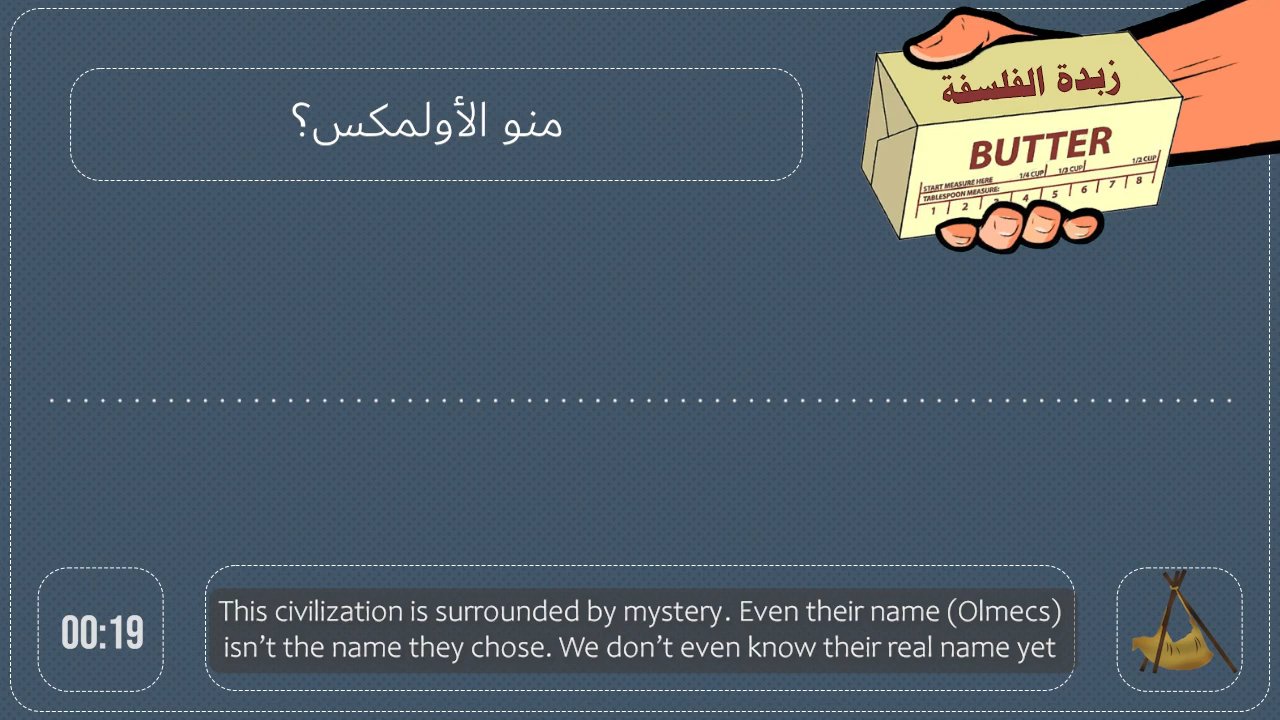 زبدة الفلسفة
منو الأولمكس؟
BUTTER
START MEASURE HERE 1/4 CUP 1/3 CUP 1/2 CUP
TABLESPOON MEASURE:
1 2 3 4 5 6 7 8
00:19
This civilization is surrounded by mystery. Even their name (Olmecs)
isn't the name they chose. We don't even know their real name yet